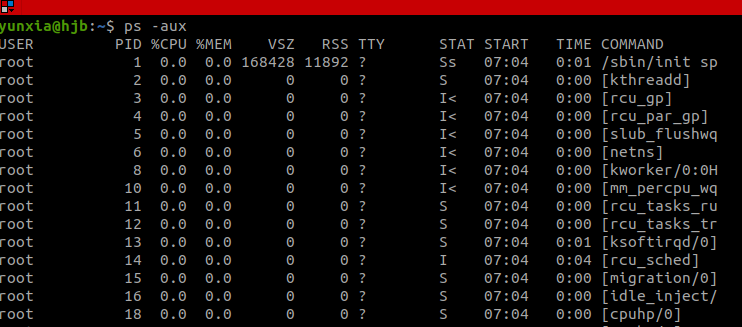 yunxia@hjb:~$ ps -aux
USER PID %CPU %MEM VSZ RSS TTY STAT START TIME COMMAND
root 1 0.0 0.0 168428 11892 ? Ss 07:04 0:01 /sbin/init sp
root 2 0.0 0.0 0 0 ? S 07:04 0:00 [kthreadd]
root 3 0.0 0.0 0 0 ? I< 07:04 0:00 [rcu_gp]
root 4 0.0 0.0 0 0 ? I< 07:04 0:00 [rcu_par_gp]
root 5 0.0 0.0 0 0 ? I< 07:04 0:00 [slub_flushwq
root 6 0.0 0.0 0 0 ? I< 07:04 0:00 [netns]
root 8 0.0 0.0 0 0 ? I< 07:04 0:00 [kworker/0:0H
root 10 0.0 0.0 0 0 ? I< 07:04 0:00 [mm_percpu_wq
root 11 0.0 0.0 0 0 ? S 07:04 0:00 [rcu_tasks_ru
root 12 0.0 0.0 0 0 ? S 07:04 0:00 [rcu_tasks_tr
root 13 0.0 0.0 0 0 ? S 07:04 0:01 [ksoftirqd/0]
root 14 0.0 0.0 0 0 ? I 07:04 0:04 [rcu_sched]
root 15 0.0 0.0 0 0 ? S 07:04 0:00 [migration/0]
root 16 0.0 0.0 0 0 ? S 07:04 0:00 [idle_inject/
root 18 0.0 0.0 0 0 ? S 07:04 0:00 [cpuhp/0]